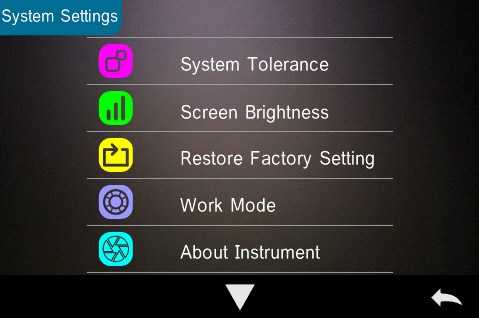 System Settings
System Tolerance
Screen Brightness
Restore Factory Setting
Work Mode
About Instrument